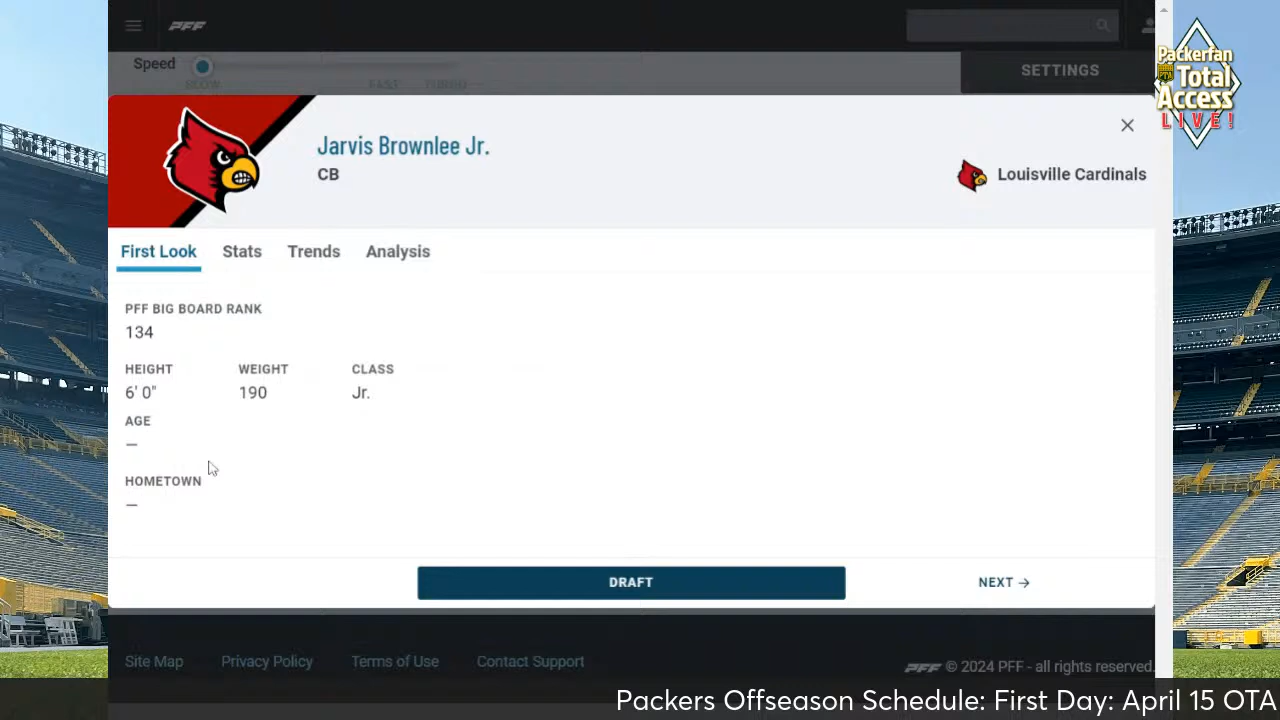 PFF
Speed
SLOW
FAST
SETTINGS
Packerfan
PTA
Total
Access
LIVE!
Jarvis Brownlee Jr.
CB
Louisville Cardinals
First Look
Stats
Trends
Analysis
PFF BIG BOARD RANK
134
HEIGHT
WEIGHT
CLASS
6' 0"
190
Jr.
AGE
—
HOMETOWN
—
DRAFT
NEXT →
Site Map
Privacy Policy
Terms of Use
Contact Support
PFF © 2024 PFF - all rights reserved.
Packers Offseason Schedule: First Day: April 15 OTA